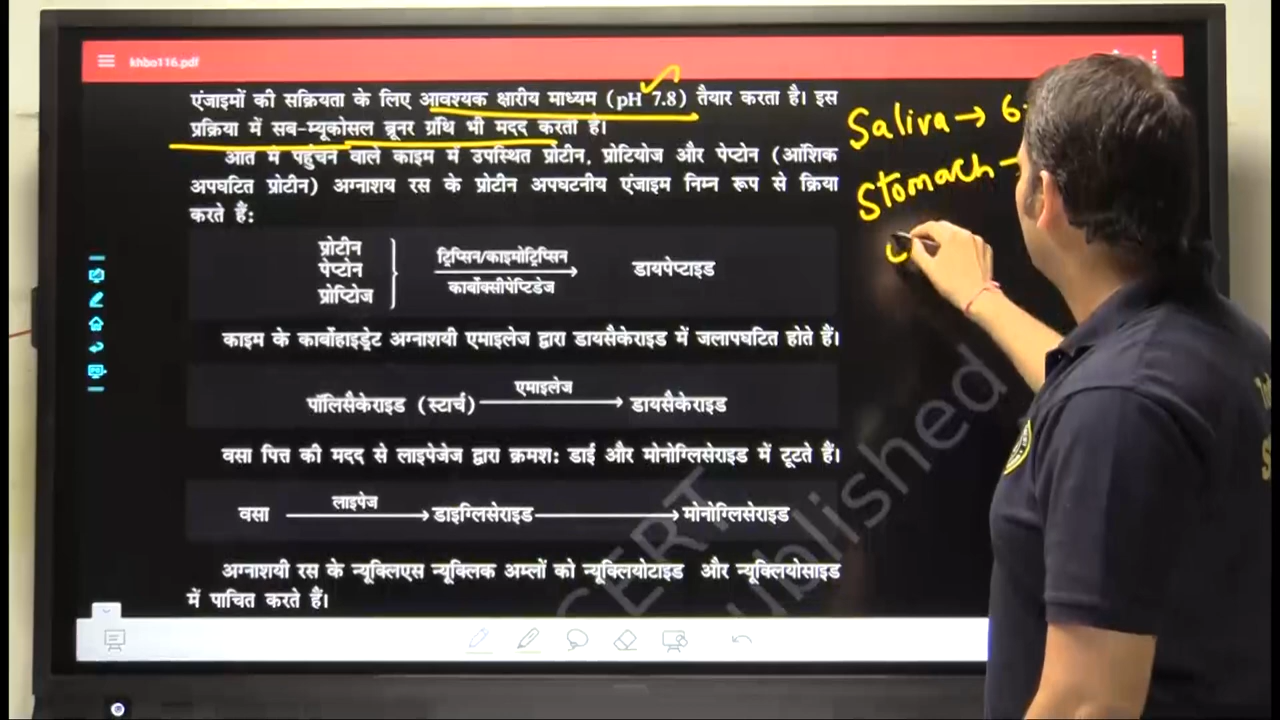 khbo116.pdf
एंजाइमों की सक्रियता के लिए आवश्यक क्षारीय माध्यम (pH 7.8) तैयार करता है। इस
प्रक्रिया में सब-म्यूकोसल ब्रूनर ग्रंथि भी मदद करती है।
आंत में पहुंचने वाले काइम में उपस्थित प्रोटीन, प्रोटियोज और पेप्टोन (आंशिक
अपघटित प्रोटीन) अग्नाशय रस के प्रोटीन अपघटनीय एंजाइम निम्न रूप से क्रिया
करते हैं:
प्रोटीन
पेप्टोन
प्रोप्टिोज
ट्रिप्सिन/काइमोट्रिप्सिन
कार्बोक्सीपेप्टिडेज
डायपेप्टाइड
काइम के कार्बोहाइड्रेट अग्नाशयी एमाइलेज द्वारा डायसैकेराइड में जलापघटित होते हैं।
पॉलिसैकेराइड (स्टार्च)
एमाइलेज
डायसैकेराइड
वसा पित्त की मदद से लाइपेजेज द्वारा क्रमश: डाई और मोनोग्लिसेराइड में टूटते हैं।
वसा
लाइपेज
डाइग्लिसेराइड
मोनोग्लिसेराइड
अग्नाशयी रस के न्यूक्लिएस न्यूक्लिक अम्लों को न्यूक्लियोटाइड और न्यूक्लियोसाइड
में पाचित करते हैं।
Saliva → 6
Stomach →
CERT
ublished